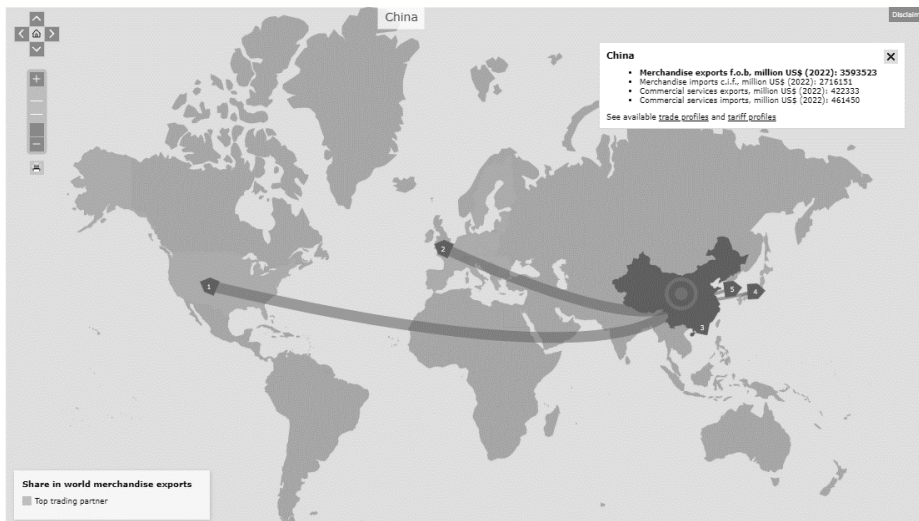 China
Disclaim
China
Merchandise exports f.o.b, million US$ (2022): 3593523
Merchandise imports c.i.f., million US$ (2022): 2716151
Commercial services exports, million US$ (2022): 422333
Commercial services imports, million US$ (2022): 461450
See available trade profiles and tariff profiles
2
1
5
4
3
Share in world merchandise exports
Top trading partner